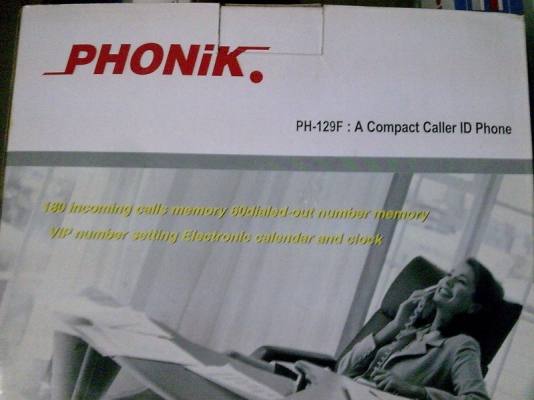 PHONiK.
PH-129F : A Compact Caller ID Phone
180 incoming calls memory 60dialed-out number memory
VIP number setting Electronic calendar and clock